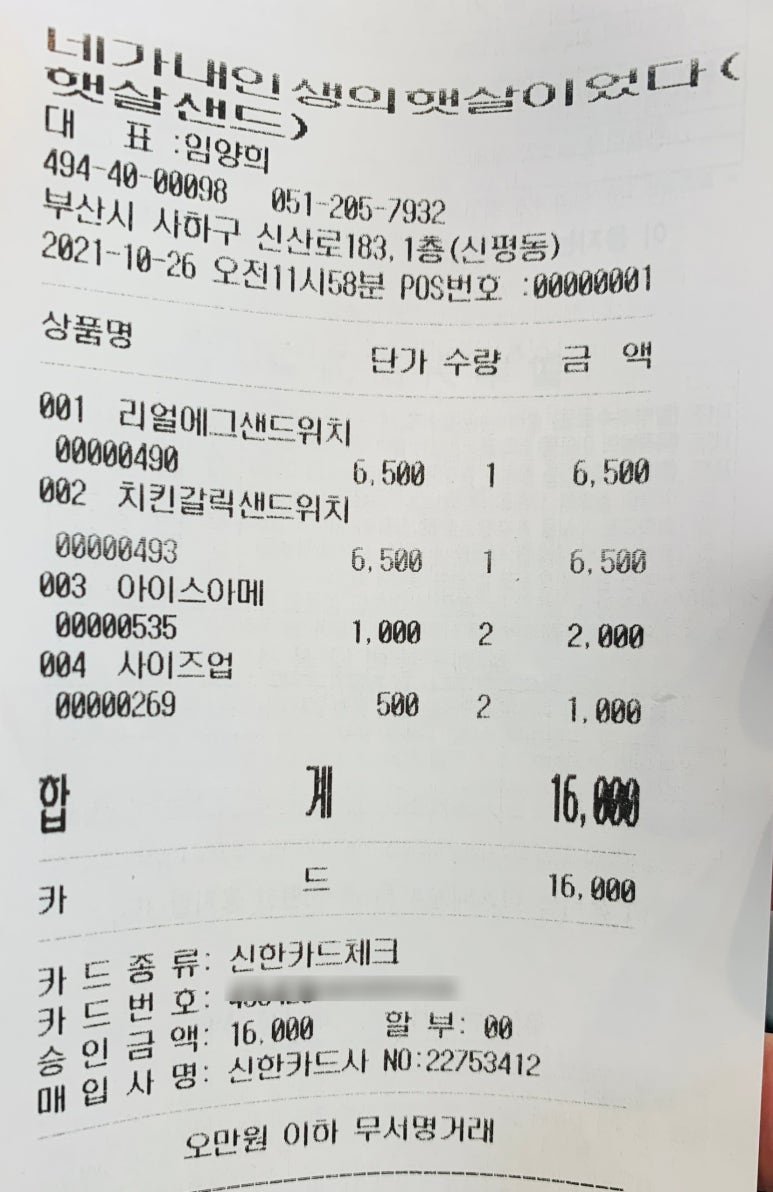 네가내인생의햇살이었다(
햇살샌드)
대 표 :임양희
494-40-00098 051-205-7932
부산시 사하구 신산로183,1층(신평동)
2021-10-26 오전11시58분 POS번호 :00000001
상품명 단가 수량 금 액
001 리얼에그샌드위치
00000490 6,500 1 6,500
002 치킨갈릭샌드위치
00000493 6,500 1 6,500
003 아이스아메
00000535 1,000 2 2,000
004 사이즈업
00000269 500 2 1,000
합 계 16,000
카 드 16,000
카 드 종 류: 신한카드체크
카 드 번 호:
승 인 금 액: 16,000 할 부: 00
매 입 사 명: 신한카드사 NO:22753412
오만원 이하 무서명거래